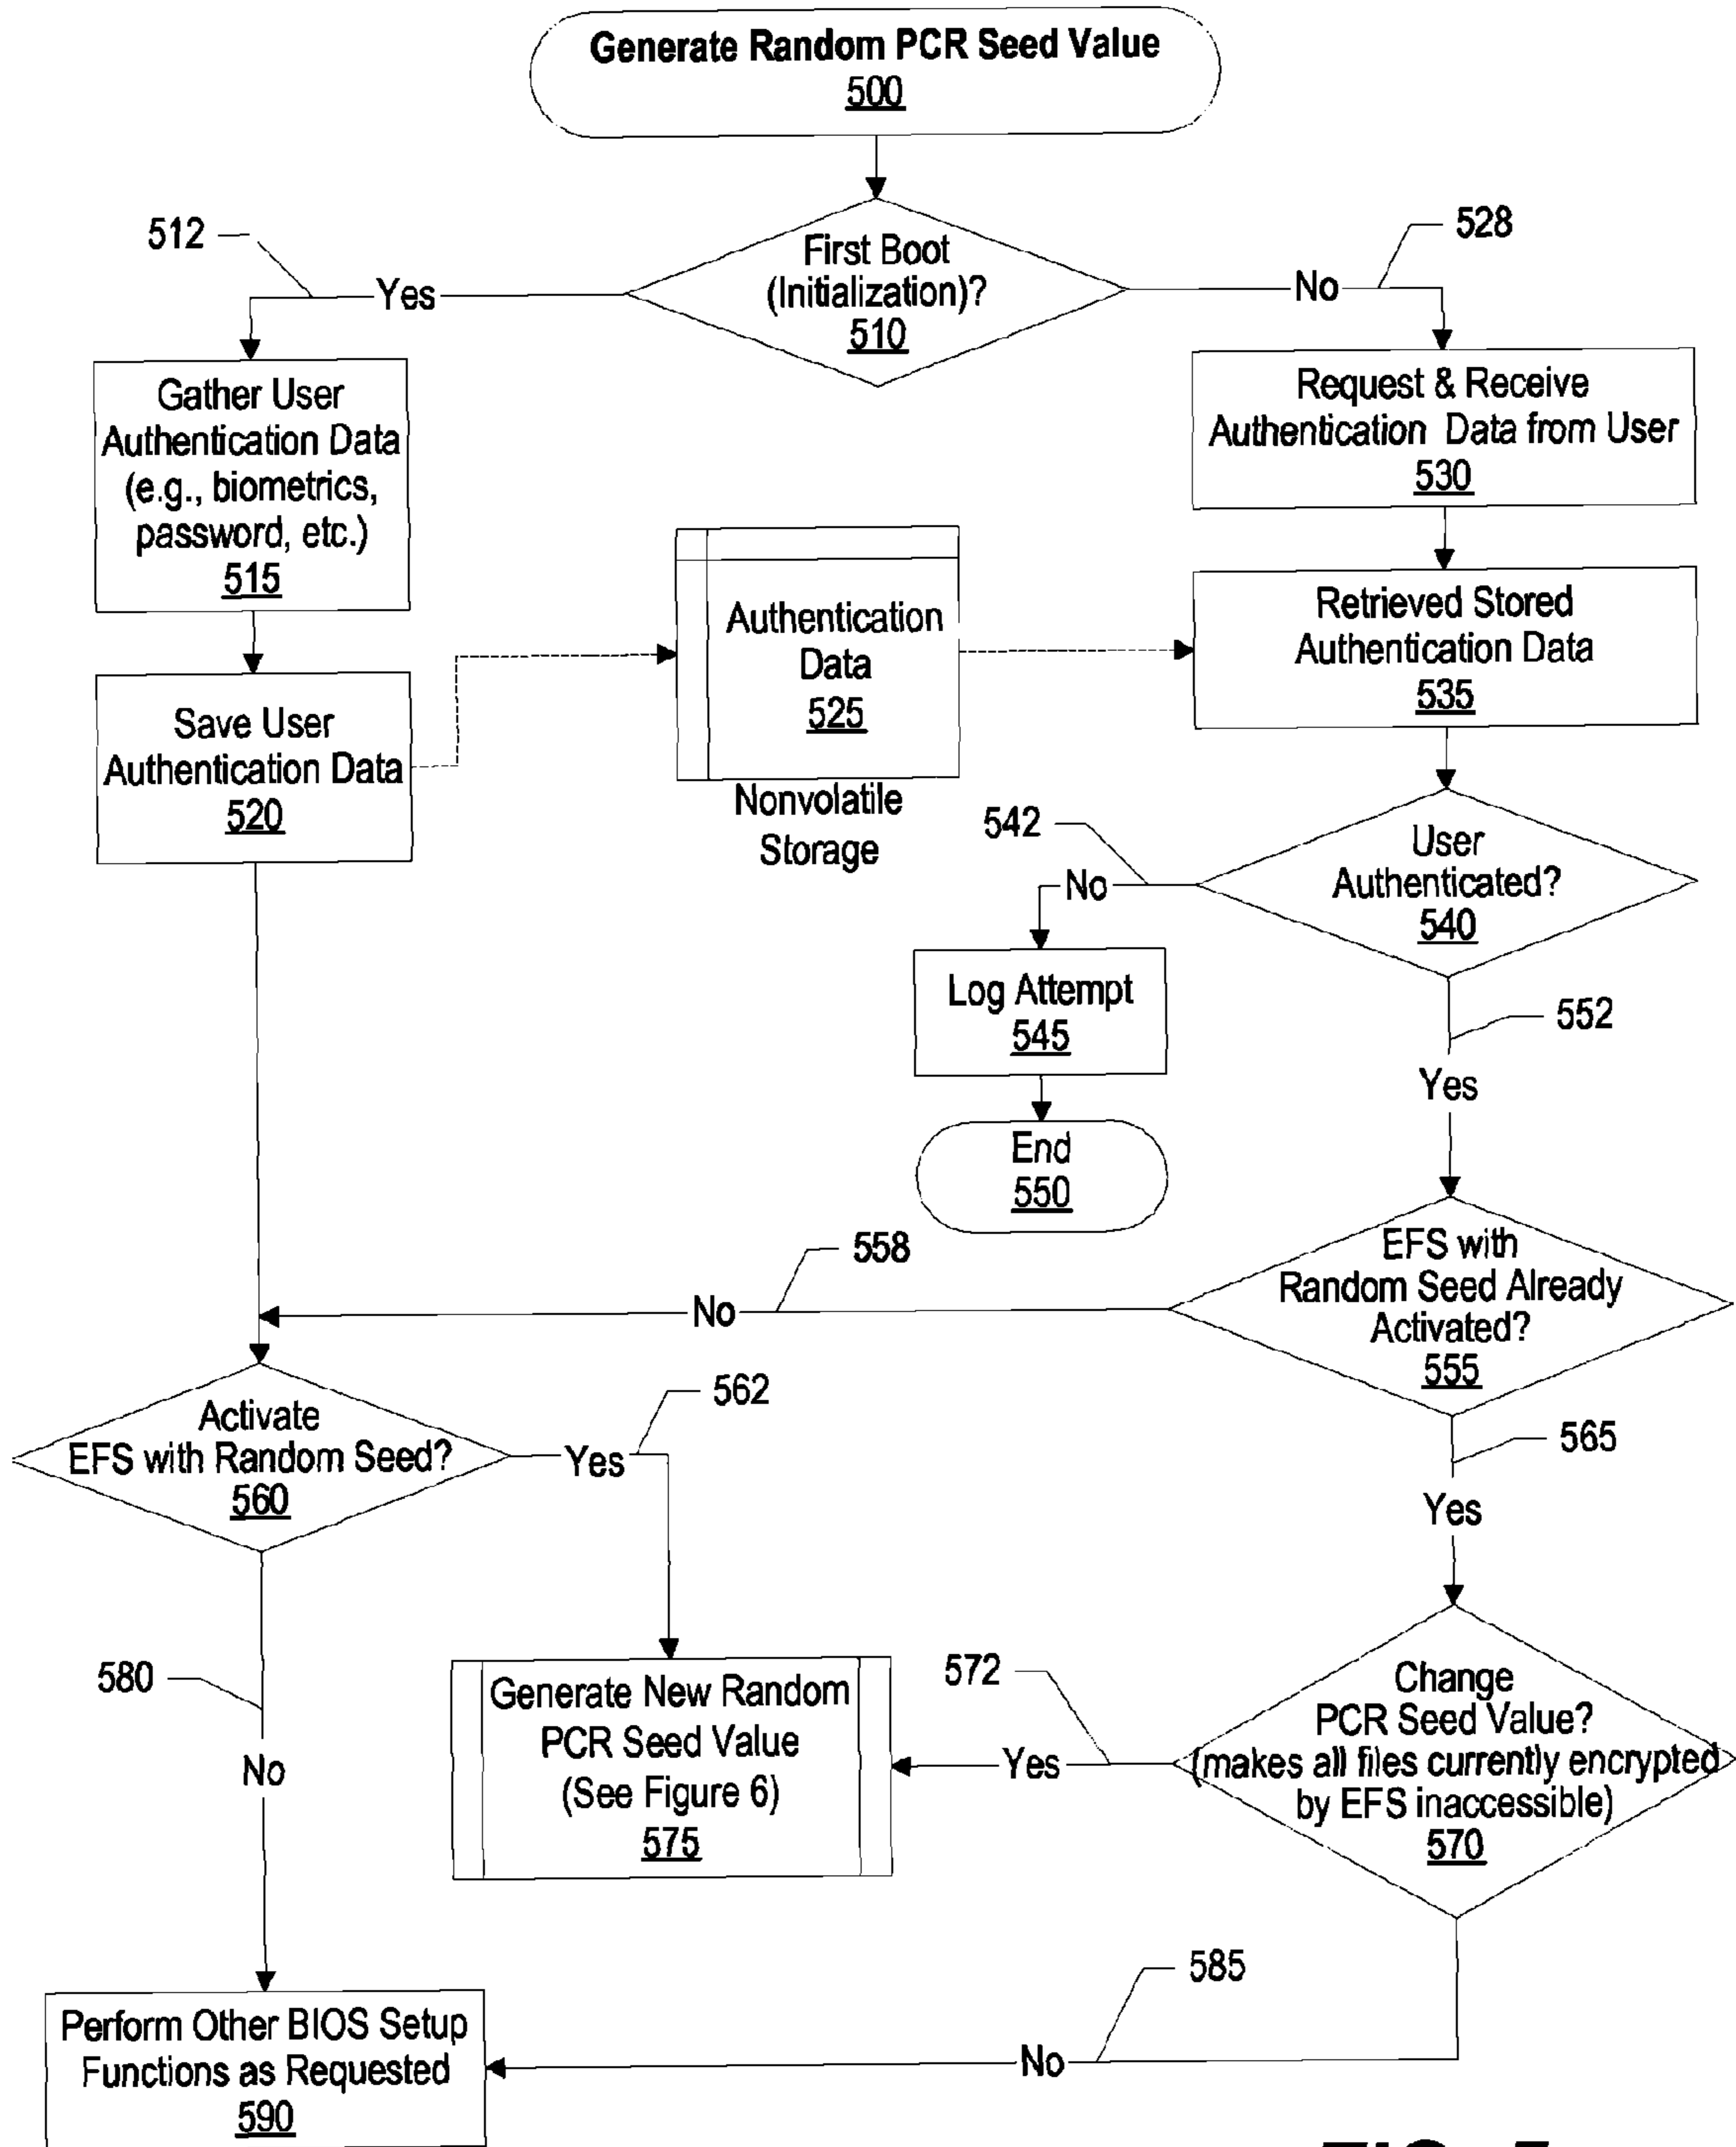 Generate Random PCR Seed Value
500
512
528
First Boot
(Initialization)?
510
Yes
No
Gather User
Authentication Data
(e.g., biometrics,
password, etc.)
515
Request & Receive
Authentication Data from User
530
Save User
Authentication Data
520
Authentication
Data
525
Nonvolatile
Storage
Retrieved Stored
Authentication Data
535
542
No
User
Authenticated?
540
Log Attempt
545
552
Yes
End
550
558
No
EFS with
Random Seed Already
Activated?
555
Activate
EFS with Random Seed?
560
562
Yes
565
Yes
580
No
Generate New Random
PCR Seed Value
(See Figure 6)
575
572
Yes
Change
PCR Seed Value?
(makes all files currently encrypted
by EFS inaccessible)
570
585
No
Perform Other BIOS Setup
Functions as Requested
590